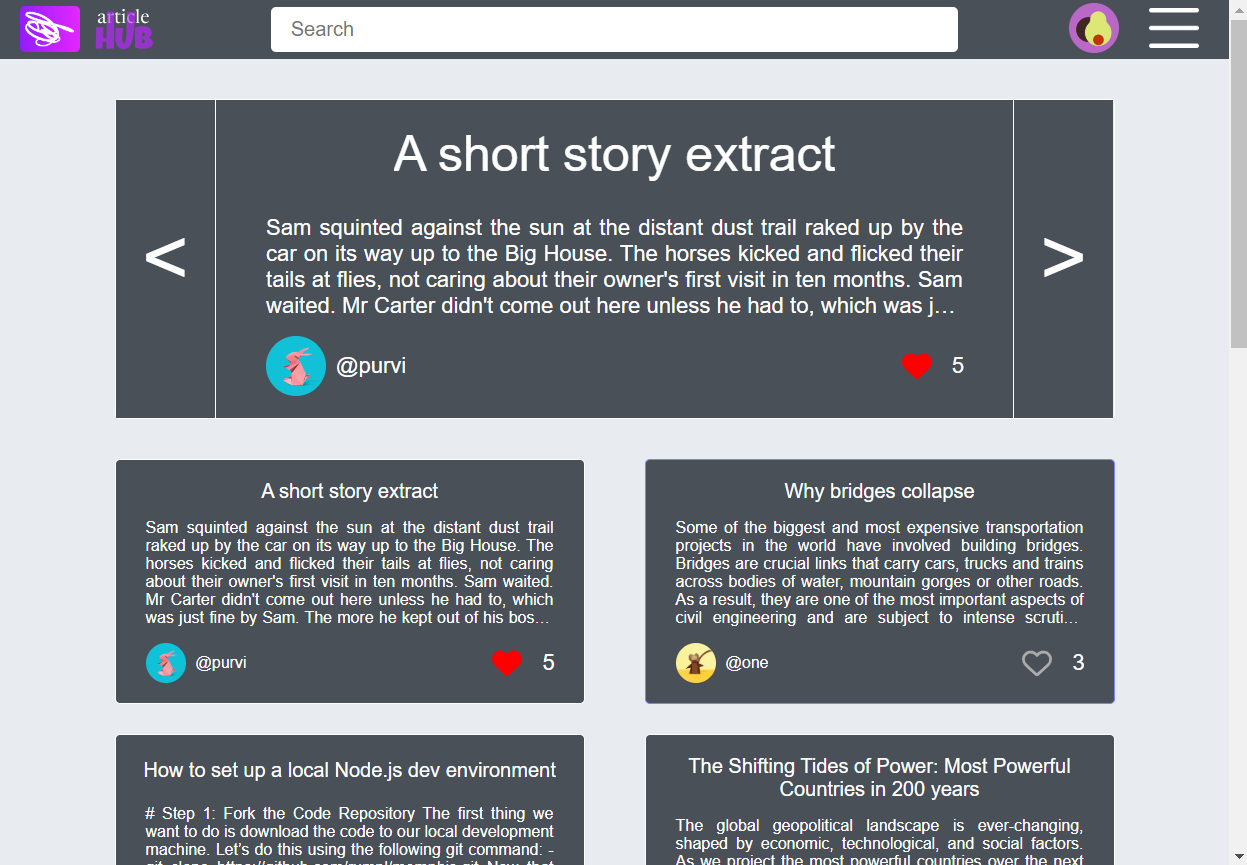 article
HUB
Search
A short story extract
Sam squinted against the sun at the distant dust trail raked up by the
car on its way up to the Big House. The horses kicked and flicked their
tails at flies, not caring about their owner's first visit in ten months. Sam
waited. Mr Carter didn't come out here unless he had to, which was j…
<
>
@purvi
5
A short story extract
Sam squinted against the sun at the distant dust trail
raked up by the car on its way up to the Big House. The
horses kicked and flicked their tails at flies, not caring
about their owner's first visit in ten months. Sam waited.
Mr Carter didn't come out here unless he had to, which
was just fine by Sam. The more he kept out of his bos…
@purvi
5
Why bridges collapse
Some of the biggest and most expensive transportation
projects in the world have involved building bridges.
Bridges are crucial links that carry cars, trucks and trains
across bodies of water, mountain gorges or other roads.
As a result, they are one of the most important aspects of
civil engineering and are subject to intense scruti…
@one
3
How to set up a local Node.js dev environment
# Step 1: Fork the Code Repository The first thing we
want to do is download the code to our local development
machine. Let's do this using the following git command: -
git clone https://github.com/rumpl/memphis.git Now that
The Shifting Tides of Power: Most Powerful
Countries in 200 years
The global geopolitical landscape is ever-changing,
shaped by economic, technological, and social factors.
As we project the most powerful countries over the next